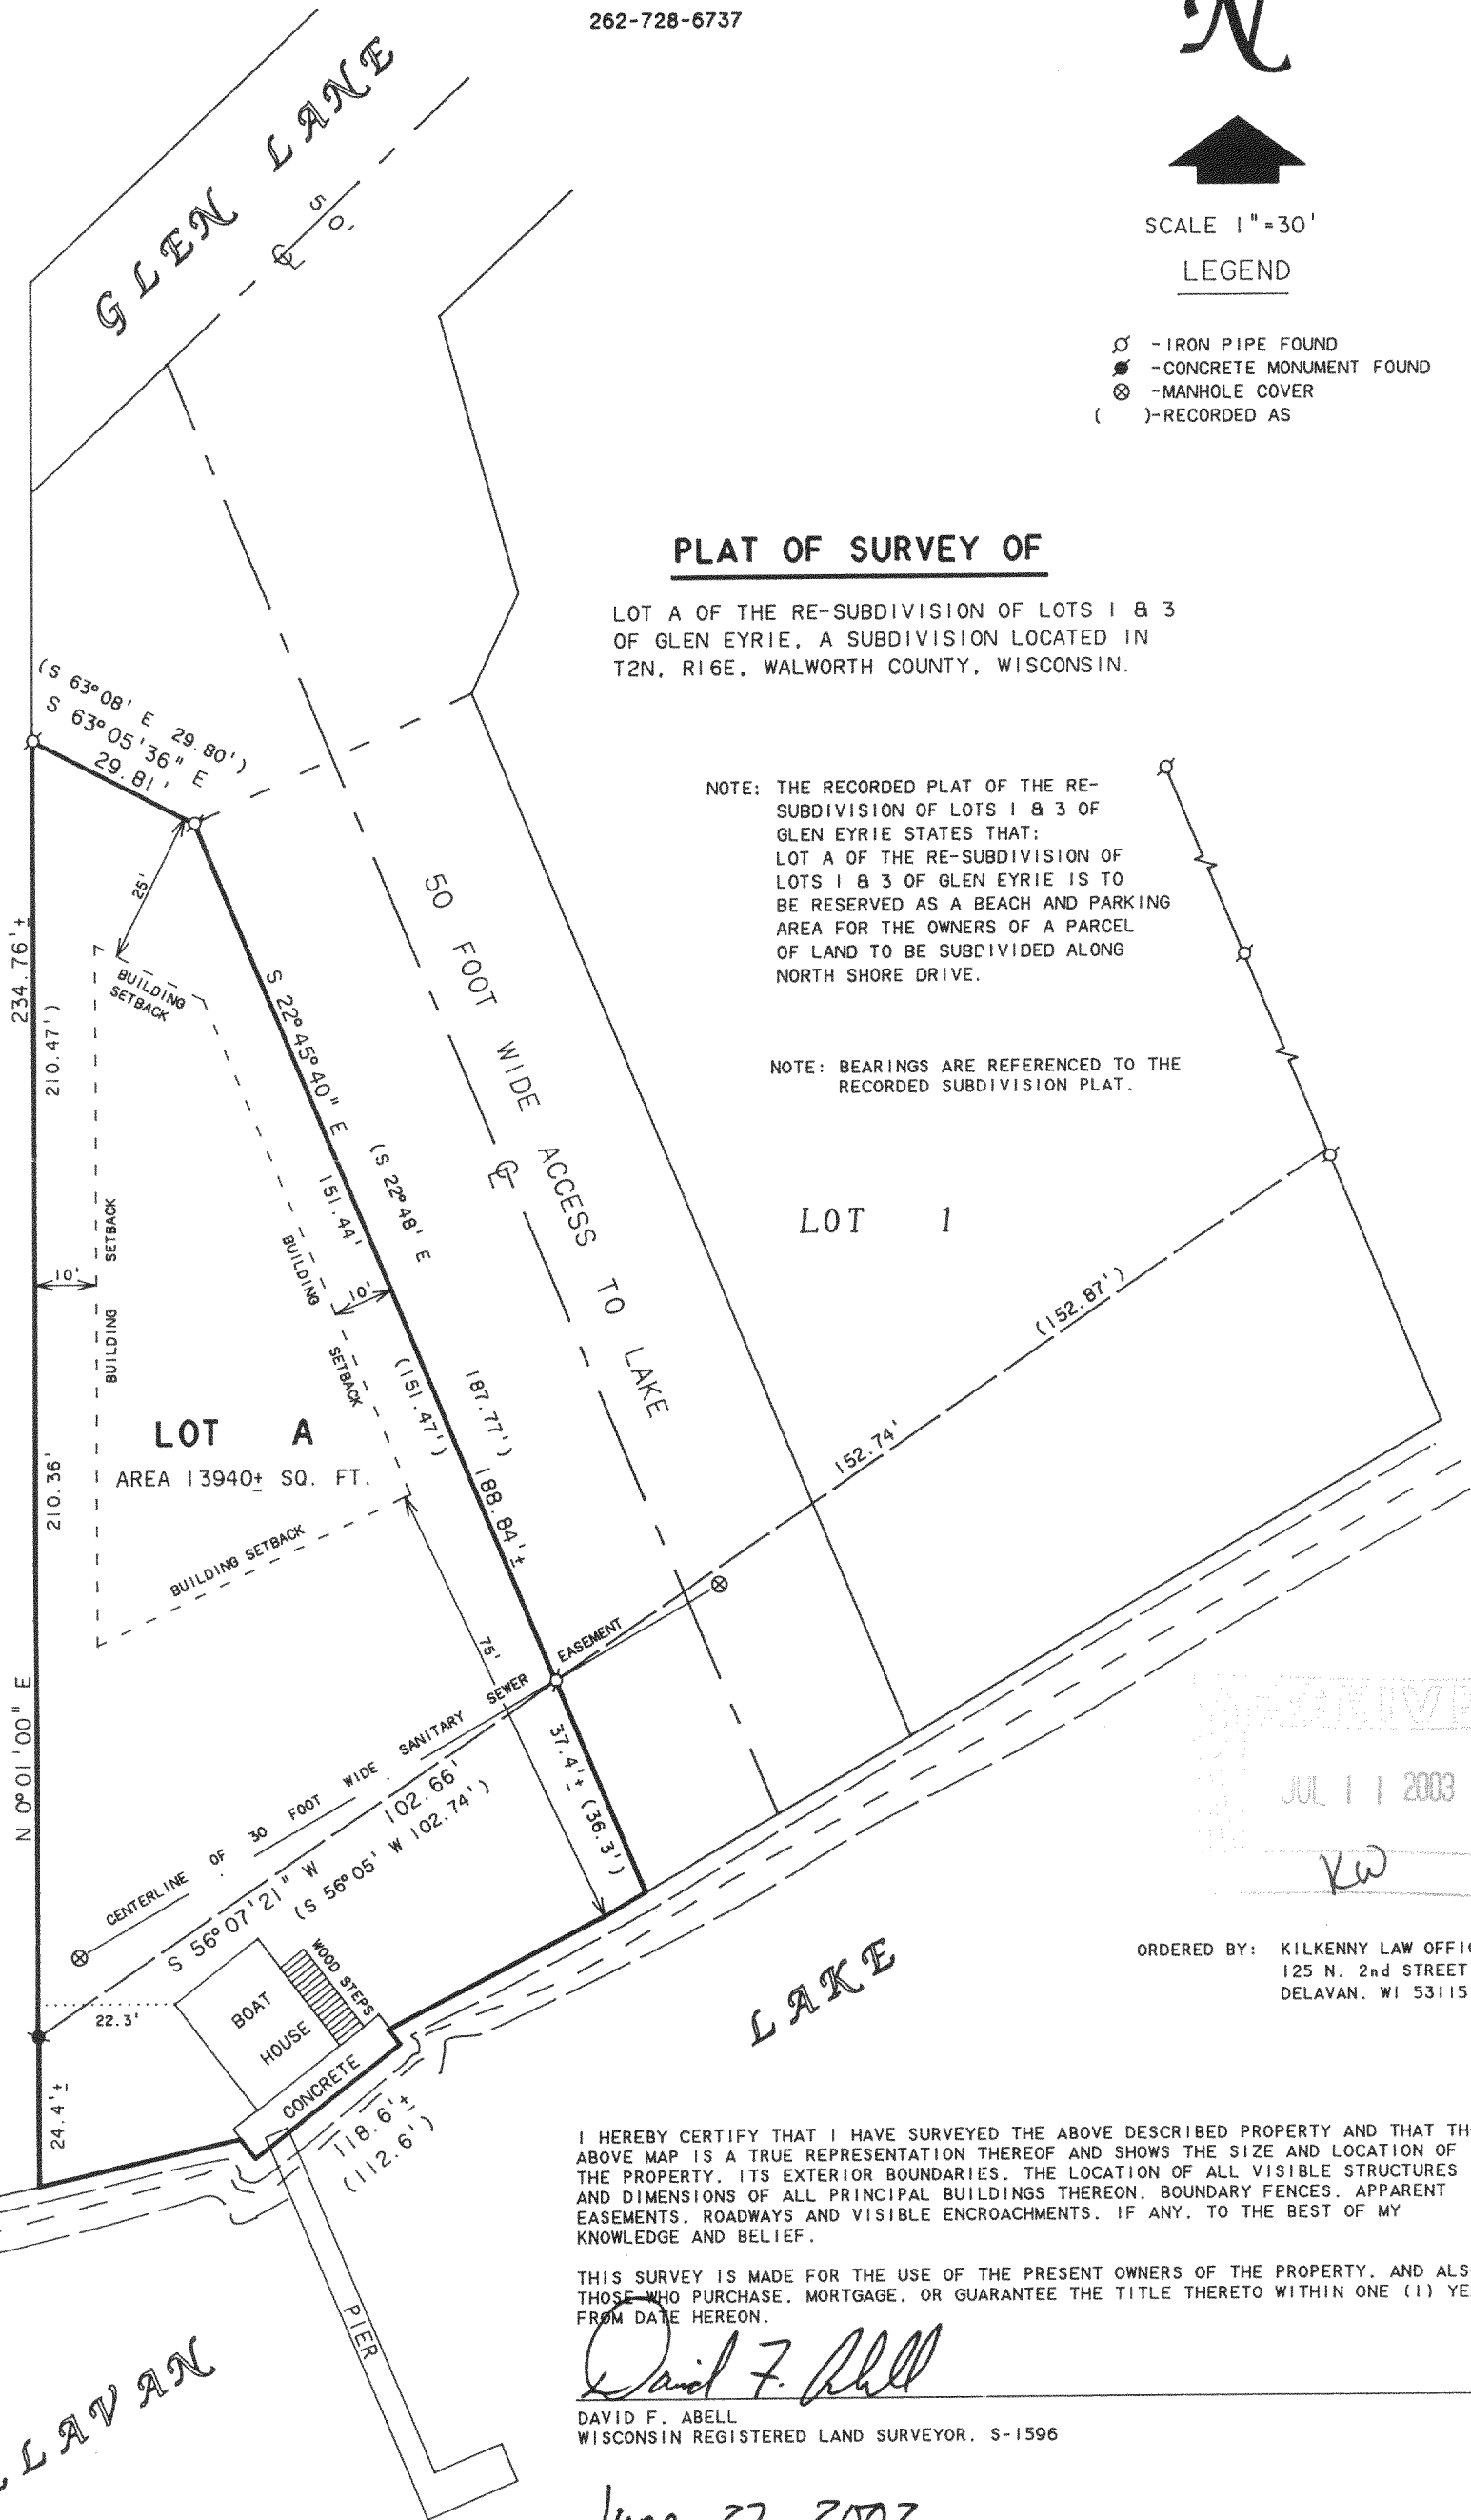 262-728-6737
N
SCALE 1"=30'
LEGEND
-IRON PIPE FOUND
-CONCRETE MONUMENT FOUND
-MANHOLE COVER
( )-RECORDED AS
GLEN LANE
50'
PLAT OF SURVEY OF
LOT A OF THE RE-SUBDIVISION OF LOTS 1 & 3
OF GLEN EYRIE, A SUBDIVISION LOCATED IN
T2N, R16E, WALWORTH COUNTY, WISCONSIN.
(S 63°08' E 29.80')
S 63°05'36" E
29.81'
NOTE: THE RECORDED PLAT OF THE RE-
SUBDIVISION OF LOTS 1 & 3 OF
GLEN EYRIE STATES THAT:
LOT A OF THE RE-SUBDIVISION OF
LOTS 1 & 3 OF GLEN EYRIE IS TO
BE RESERVED AS A BEACH AND PARKING
AREA FOR THE OWNERS OF A PARCEL
OF LAND TO BE SUBDIVIDED ALONG
NORTH SHORE DRIVE.
NOTE: BEARINGS ARE REFERENCED TO THE
RECORDED SUBDIVISION PLAT.
25'
BUILDING
SETBACK
234.76'±
210.47')
S 22°45'40" E 151.44'
(S 22°48' E
(151.47')
187.77')
188.84'±
50 FOOT WIDE ACCESS TO LAKE
BUILDING SETBACK
10'
BUILDING SETBACK
10'
LOT 1
(152.87')
152.74'
LOT A
AREA 13940± SQ. FT.
210.36'
BUILDING SETBACK
75'
N 0°01'00" E
CENTERLINE OF 30 FOOT WIDE SANITARY SEWER EASEMENT
S 56°07'21" W 102.66'
(S 56°05' W 102.74')
37.4'± (36.3')
22.3'
BOAT
HOUSE
WOOD STEPS
CONCRETE
24.4'±
118.6'±
(112.6')
PIER
LAKE
LAVAN
JUL 11 2003
KW
ORDERED BY: KILKENNY LAW OFFIC
125 N. 2nd STREET
DELAVAN. WI 53115
I HEREBY CERTIFY THAT I HAVE SURVEYED THE ABOVE DESCRIBED PROPERTY AND THAT TH
ABOVE MAP IS A TRUE REPRESENTATION THEREOF AND SHOWS THE SIZE AND LOCATION OF
THE PROPERTY. ITS EXTERIOR BOUNDARIES. THE LOCATION OF ALL VISIBLE STRUCTURES
AND DIMENSIONS OF ALL PRINCIPAL BUILDINGS THEREON. BOUNDARY FENCES. APPARENT
EASEMENTS. ROADWAYS AND VISIBLE ENCROACHMENTS. IF ANY. TO THE BEST OF MY
KNOWLEDGE AND BELIEF.
THIS SURVEY IS MADE FOR THE USE OF THE PRESENT OWNERS OF THE PROPERTY. AND ALS
THOSE WHO PURCHASE. MORTGAGE. OR GUARANTEE THE TITLE THERETO WITHIN ONE (1) YE
FROM DATE HEREON.
David F. Abell
DAVID F. ABELL
WISCONSIN REGISTERED LAND SURVEYOR. S-1596